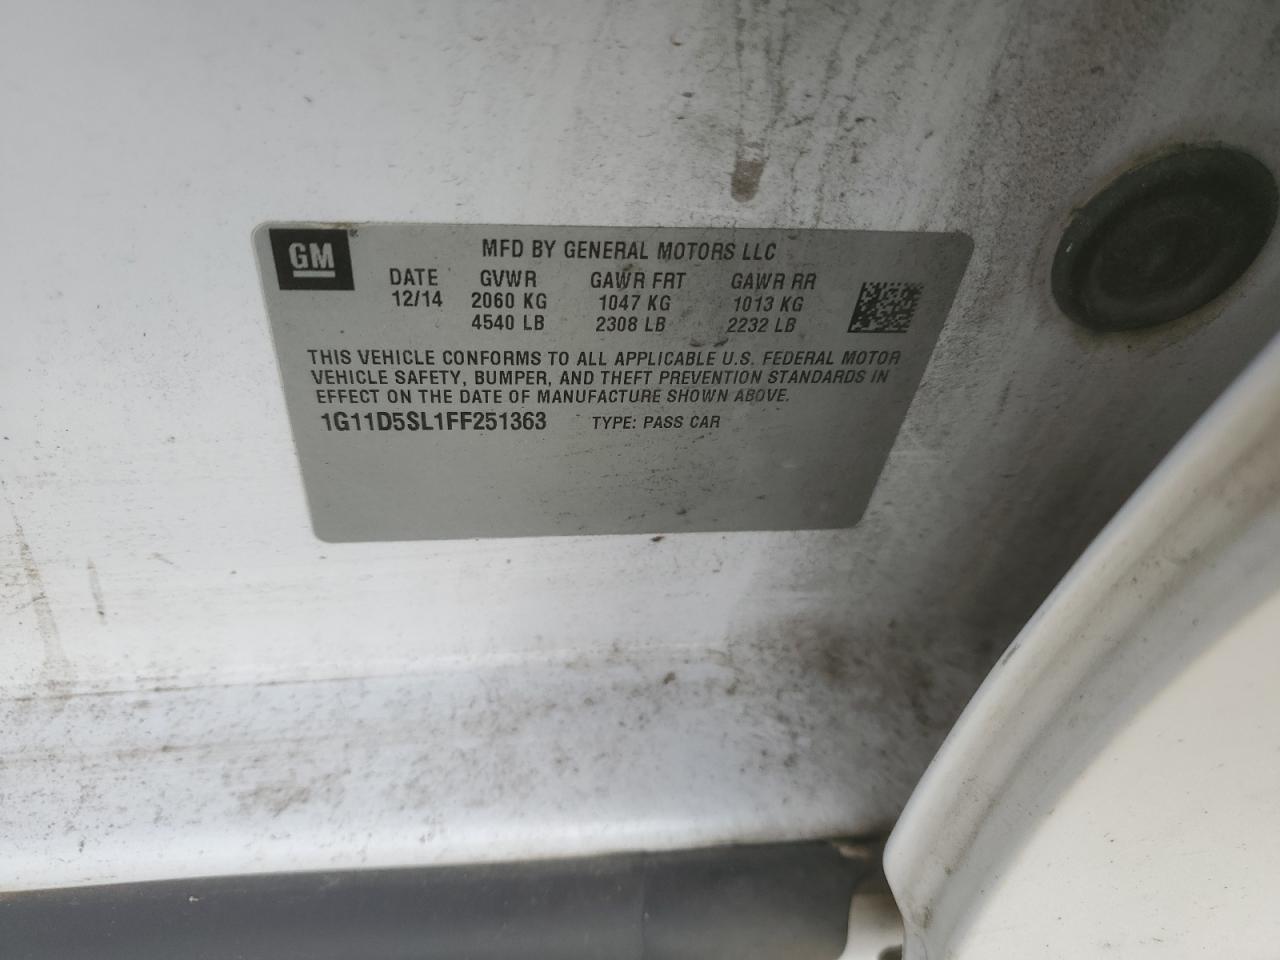 GM
MFD BY GENERAL MOTORS LLC
DATE GVWR GAWR FRT GAWR RR
12/14 2060 KG 1047 KG 1013 KG
4540 LB 2308 LB 2232 LB
THIS VEHICLE CONFORMS TO ALL APPLICABLE U.S. FEDERAL MOTOR
VEHICLE SAFETY, BUMPER, AND THEFT PREVENTION STANDARDS IN
EFFECT ON THE DATE OF MANUFACTURE SHOWN ABOVE.
1G11D5SL1FF251363 TYPE: PASS CAR